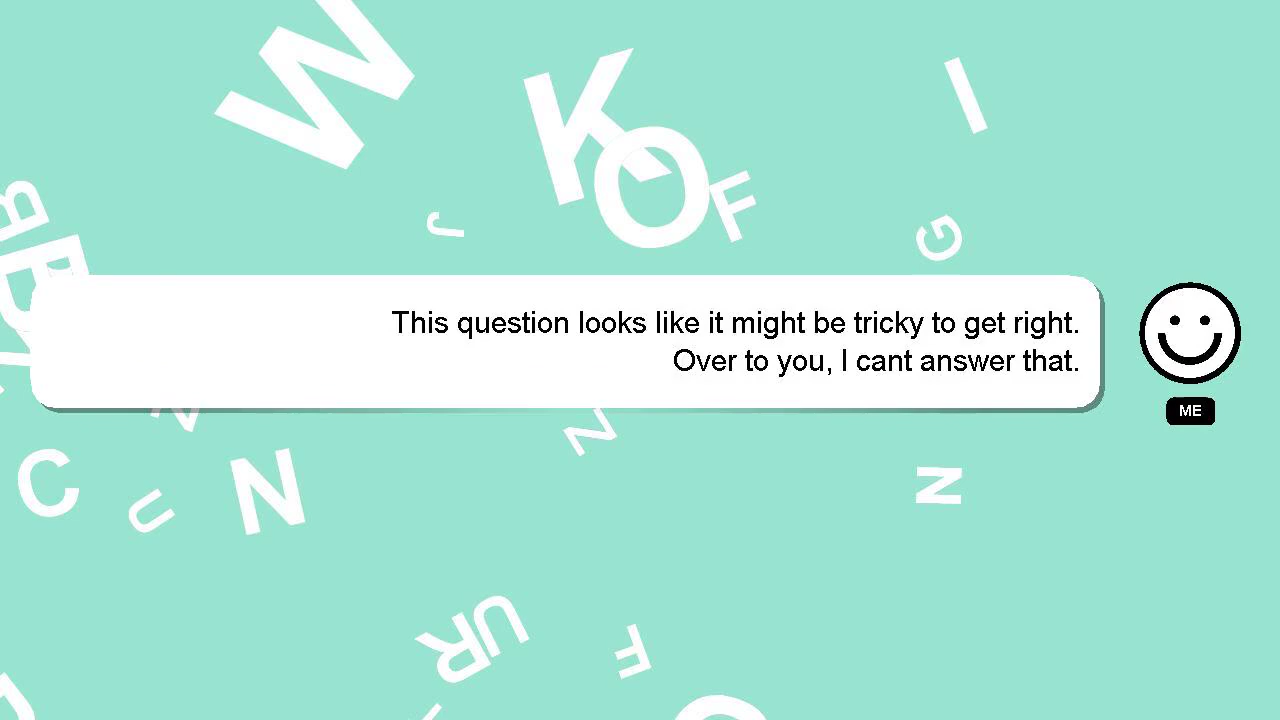 W
K
O
F
I
J
G
R
C
U
N
N
Z
U
R
F
This question looks like it might be tricky to get right.
Over to you, I cant answer that.
ME